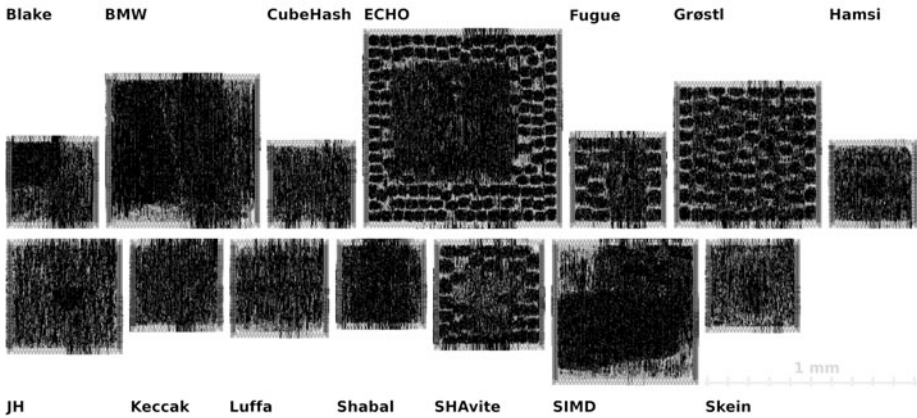 Blake BMW CubeHash ECHO Fugue Grøstl Hamsi
1 mm
JH Keccak Luffa Shabal SHAvite SIMD Skein